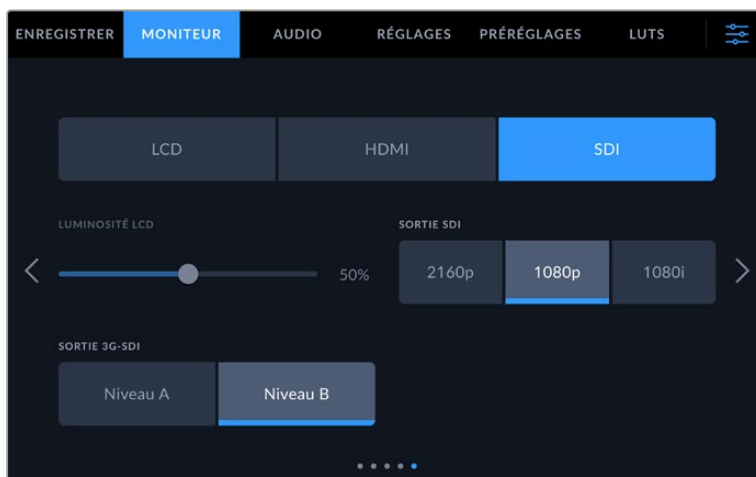 ENREGISTRER MONITEUR AUDIO RÉGLAGES PRÉRÉGLAGES LUTS
LCD HDMI SDI
LUMINOSITÉ LCD SORTIE SDI
50% 2160p 1080p 1080i
SORTIE 3G-SDI
Niveau A Niveau B